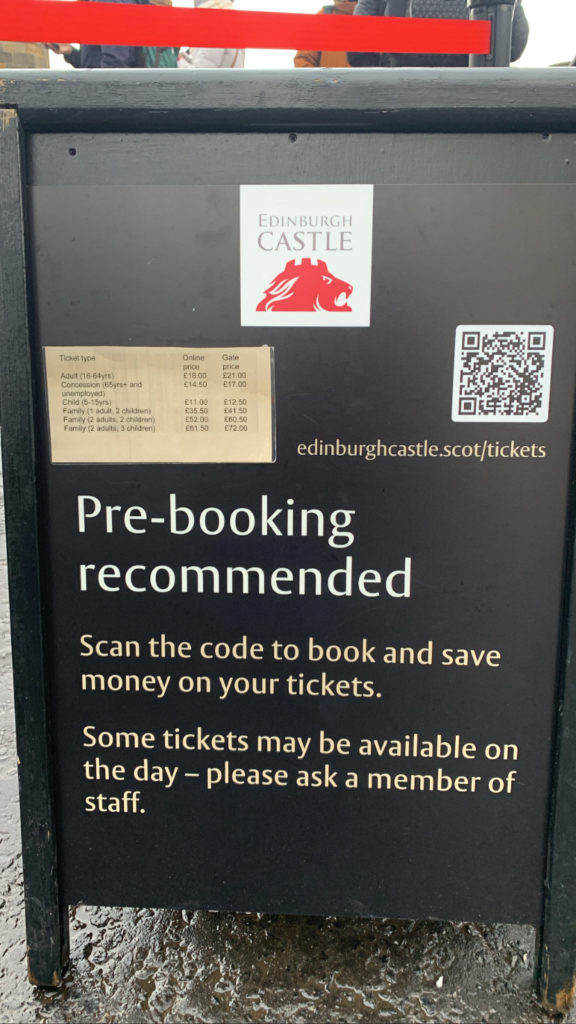 EDINBURGH
CASTLE
Ticket type Online Gate
price price
Adult (16-64yrs) £18.00 £21.00
Concession (65yrs+ and £14.50 £17.00
unemployed)
Child (5-15yrs) £11.00 £12.50
Family (1 adult, 2 children) £35.50 £41.50
Family (2 adults, 2 children) £52.00 £60.50
Family (2 adults, 3 children) £61.50 £72.00
edinburghcastle.scot/tickets
Pre-booking
recommended
Scan the code to book and save
money on your tickets.
Some tickets may be available on
the day – please ask a member of
staff.